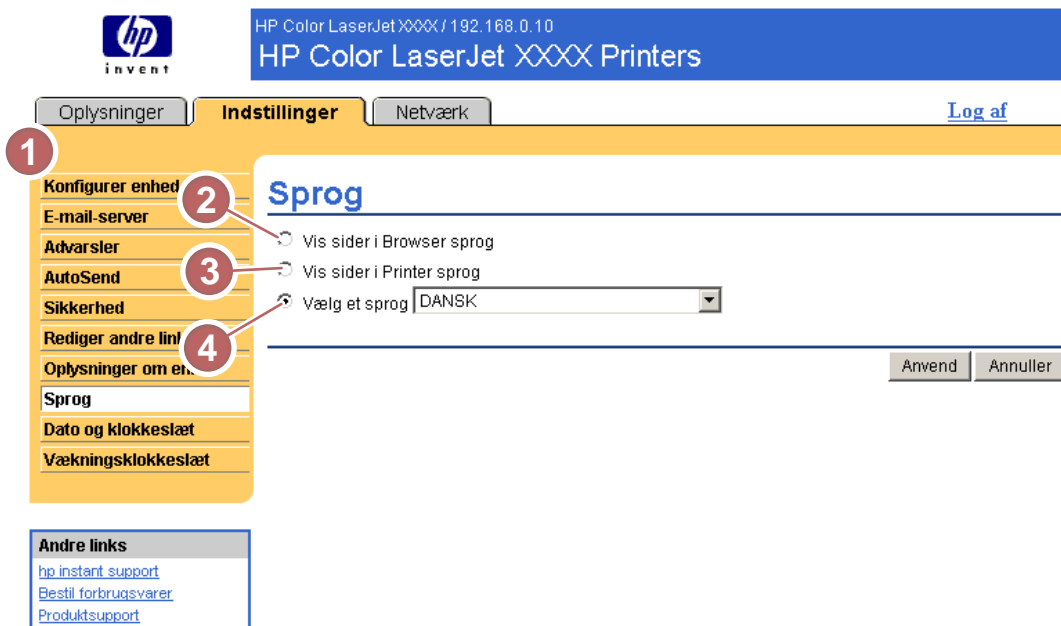 hp
invent
HP Color LaserJet XXXX / 192.168.0.10
HP Color LaserJet XXXX Printers
Oplysninger
Indstillinger
Netværk
Log af
1
Konfigurer enhed
E-mail-server
Advarsler
AutoSend
Sikkerhed
Rediger andre
Oplysninger om
Sprog
Dato og klokkeslæt
Vækningsklokkeslæt
Sprog
2
Vis sider i Browser sprog
3
Vis sider i Printer sprog
4
Vælg et sprog DANSK
Anvend Annuller
Andre links
hp instant support
Bestil forbrugsvarer
Produktsupport